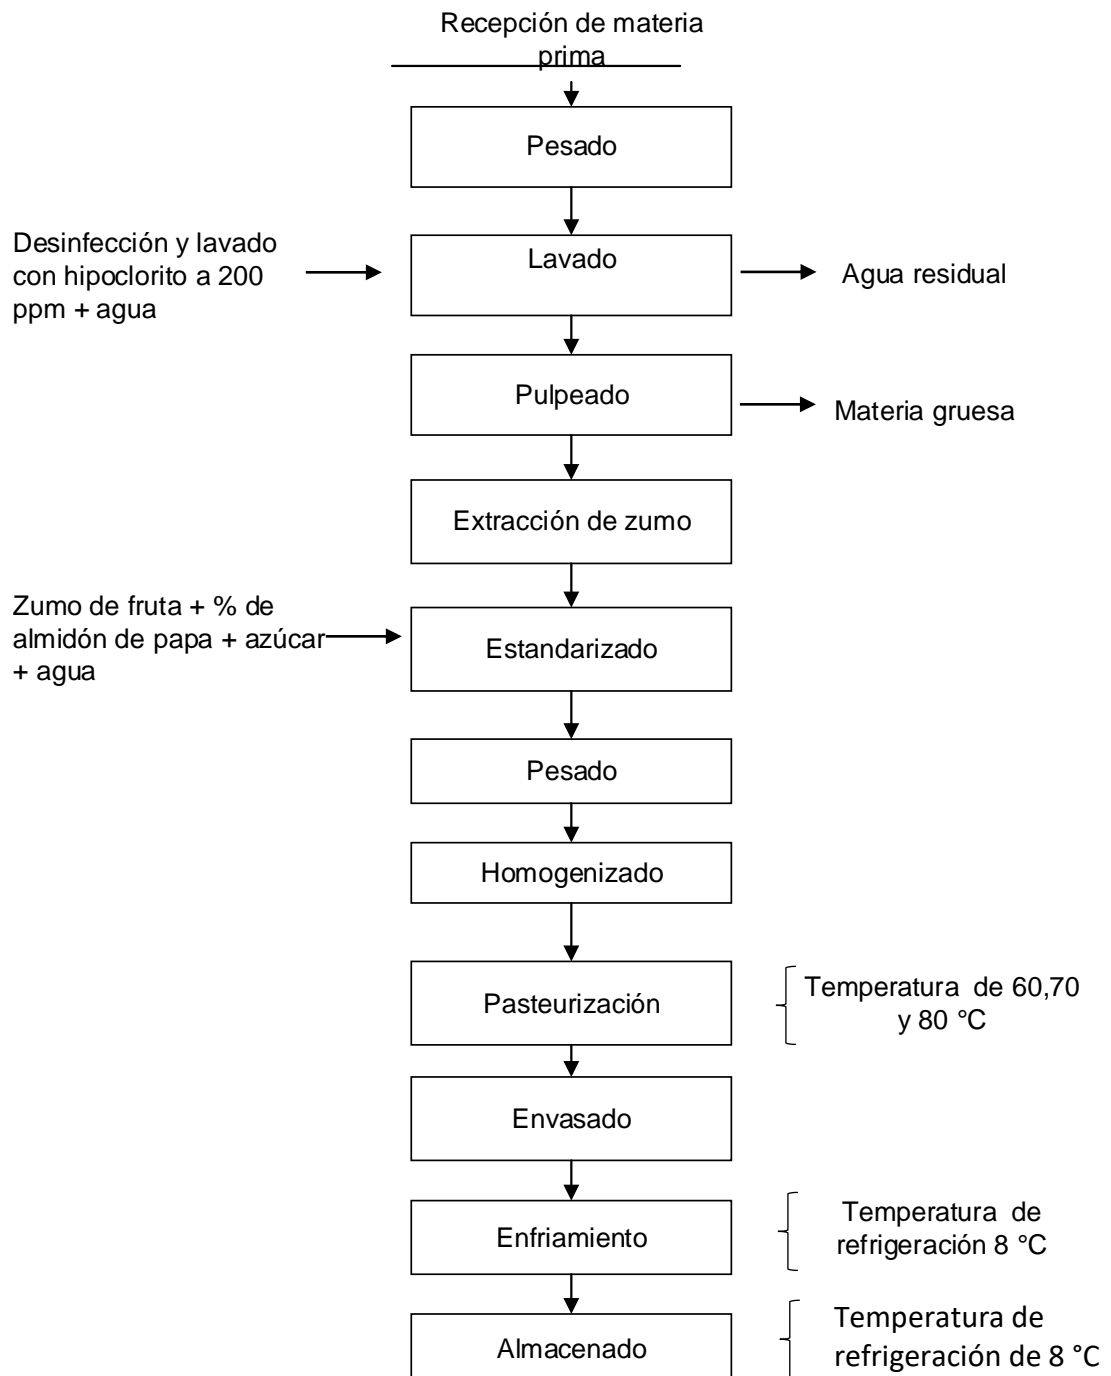 Recepción de materia
prima
Pesado
Desinfección y lavado
con hipoclorito a 200
ppm + agua
Lavado
Agua residual
Pulpeado
Materia gruesa
Extracción de zumo
Zumo de fruta + % de
almidón de papa + azúcar
+ agua
Estandarizado
Pesado
Homogenizado
Pasteurización
Temperatura de 60,70
y 80 °C
Envasado
Enfriamiento
Temperatura de
refrigeración 8 °C
Almacenado
Temperatura de
refrigeración de 8 °C